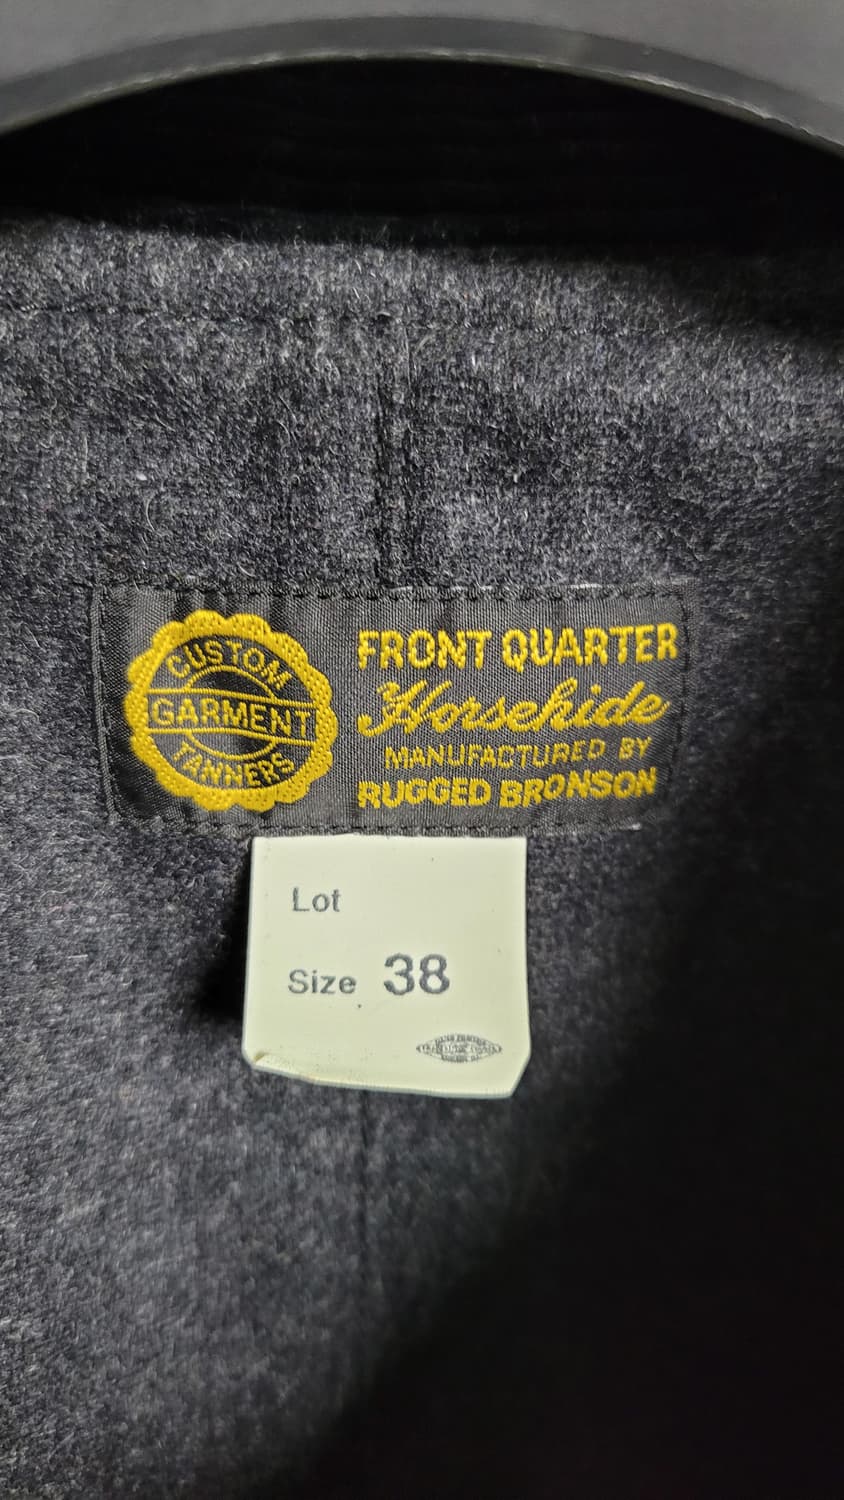 CUSTOM
GARMENT
TANNERS
FRONT QUARTER
Horsehide
MANUFACTURED BY
RUGGED BRONSON
Lot
Size 38